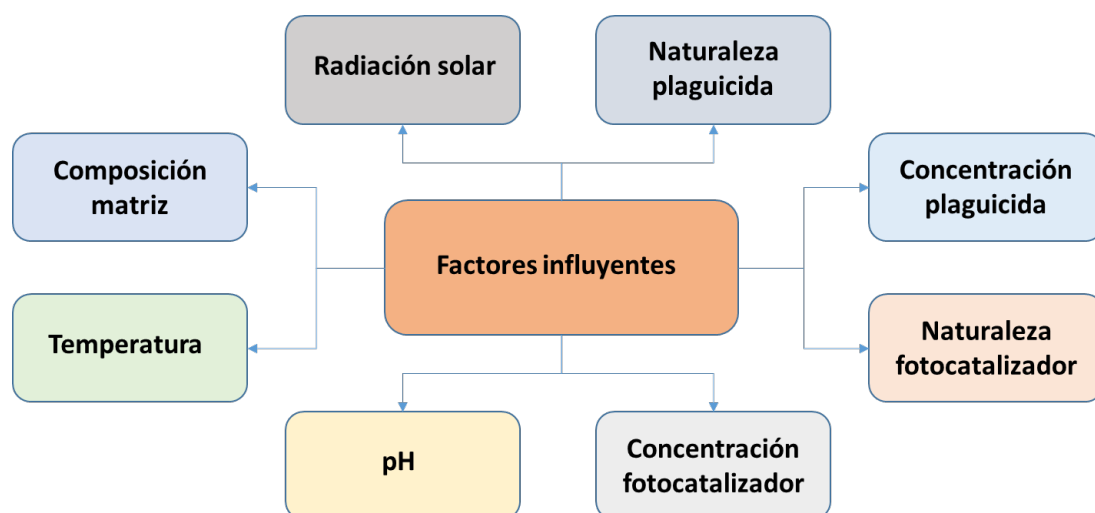 Radiación solar
Naturaleza
plaguicida
Composición
matriz
Concentración
plaguicida
Factores influyentes
Temperatura
Naturaleza
fotocatalizador
pH
Concentración
fotocatalizador